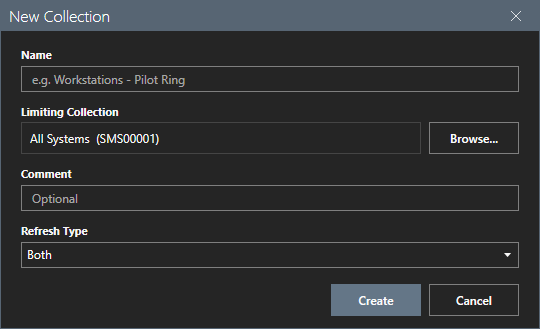 New Collection
Name
e.g. Workstations - Pilot Ring
Limiting Collection
All Systems (SMS00001)
Browse...
Comment
Optional
Refresh Type
Both
Create
Cancel